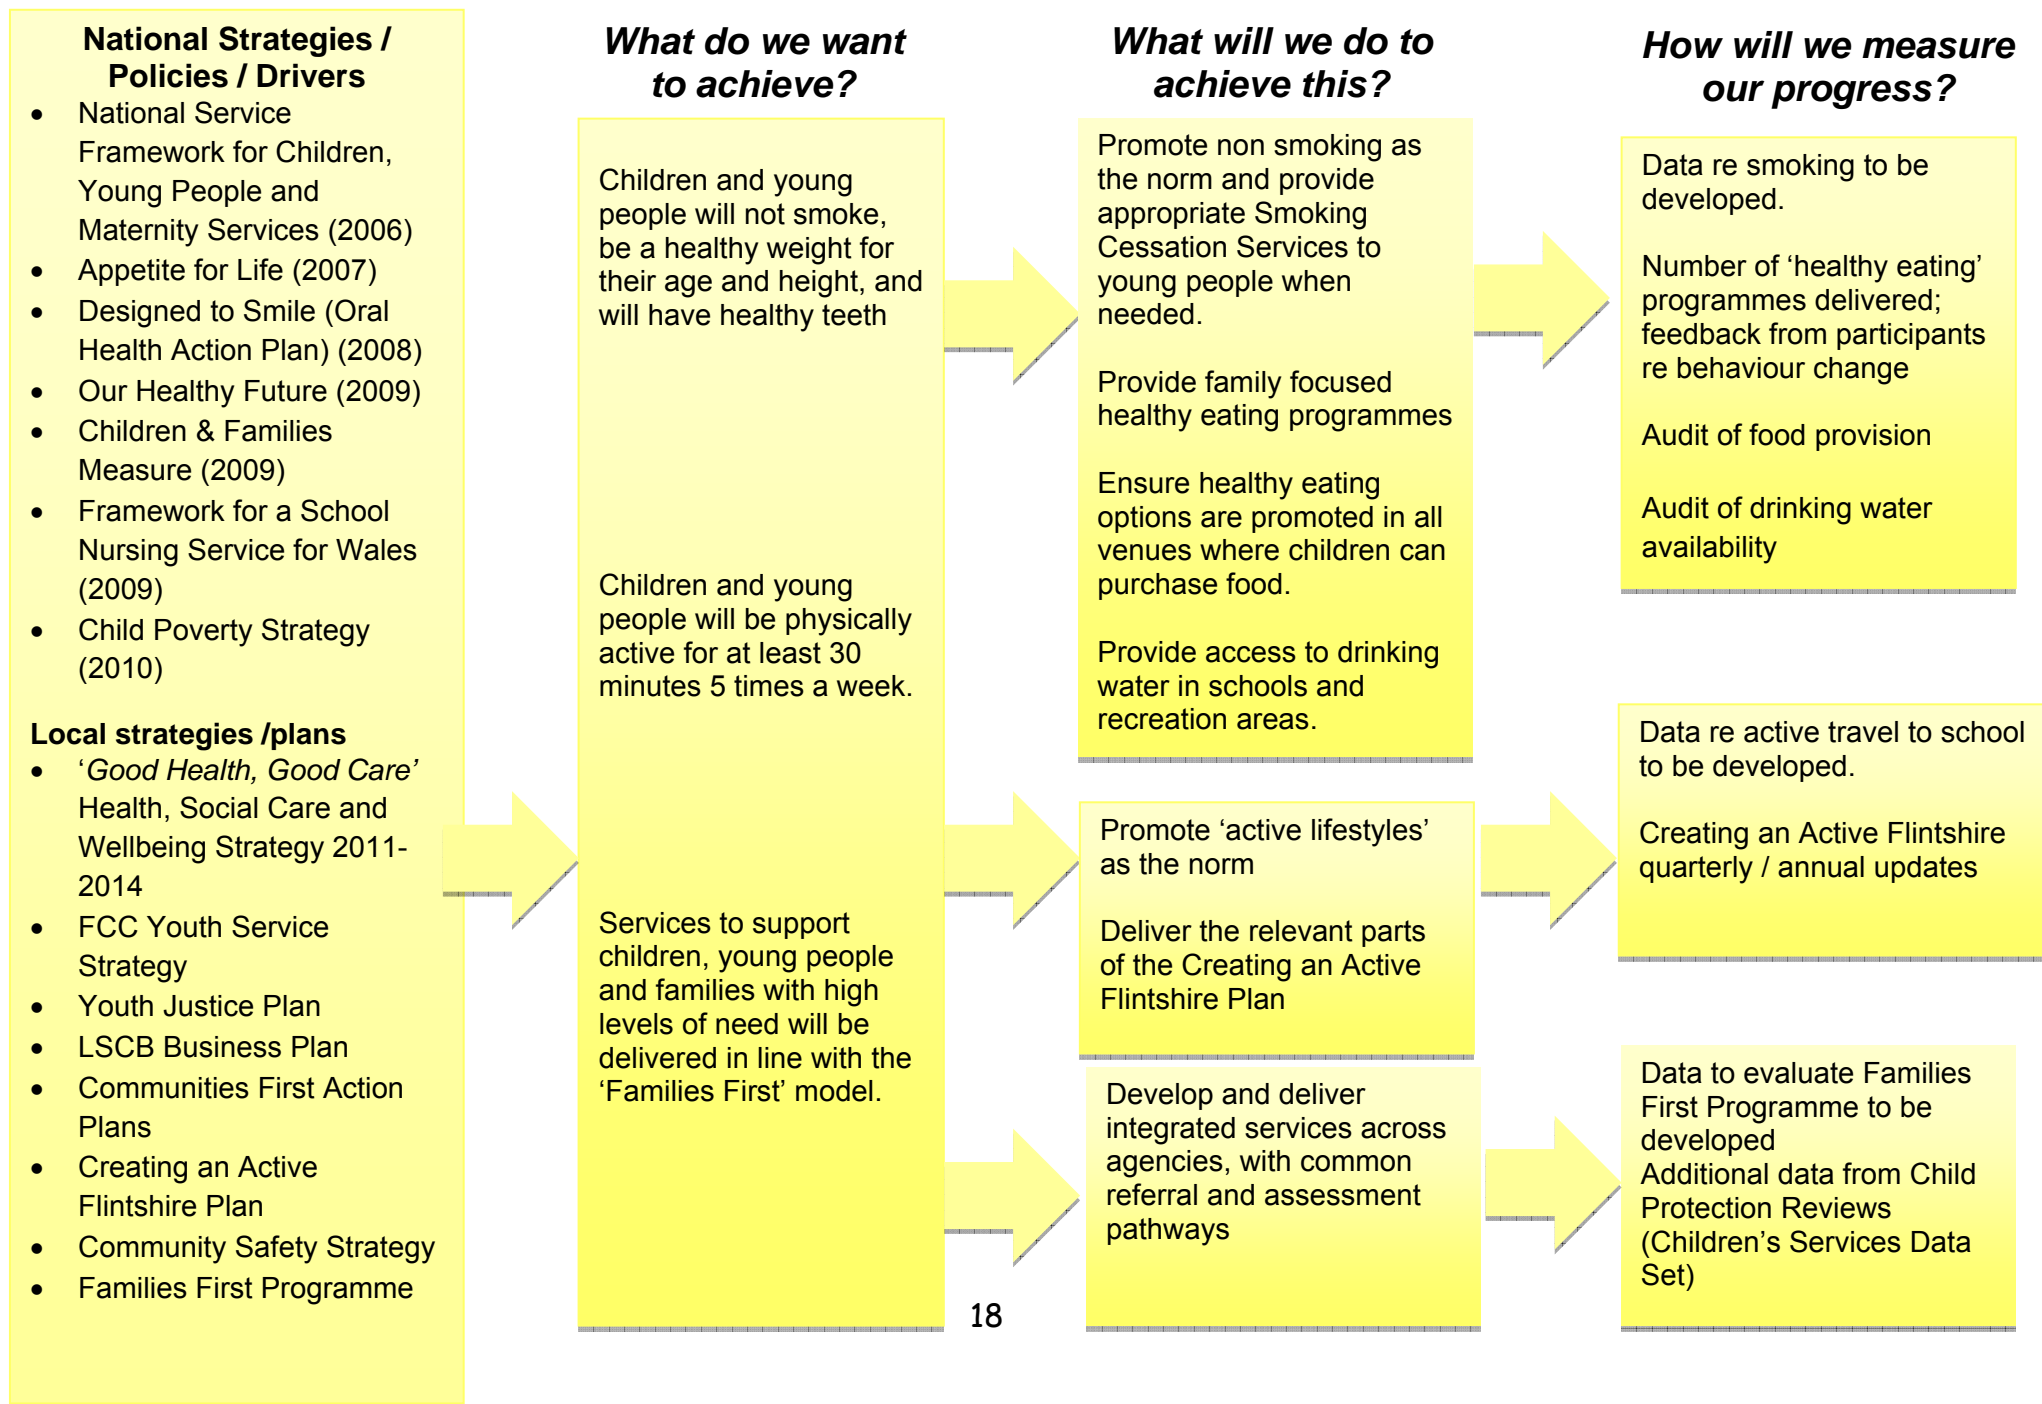 National Strategies /
Policies / Drivers
• National Service
Framework for Children,
Young People and
Maternity Services (2006)
• Appetite for Life (2007)
• Designed to Smile (Oral
Health Action Plan) (2008)
• Our Healthy Future (2009)
• Children & Families
Measure (2009)
• Framework for a School
Nursing Service for Wales
(2009)
• Child Poverty Strategy
(2010)
Local strategies /plans
• ‘Good Health, Good Care’
Health, Social Care and
Wellbeing Strategy 2011-
2014
• FCC Youth Service
Strategy
• Youth Justice Plan
• LSCB Business Plan
• Communities First Action
Plans
• Creating an Active
Flintshire Plan
• Community Safety Strategy
• Families First Programme
What do we want
to achieve?
Children and young
people will not smoke,
be a healthy weight for
their age and height, and
will have healthy teeth
Children and young
people will be physically
active for at least 30
minutes 5 times a week.
Services to support
children, young people
and families with high
levels of need will be
delivered in line with the
‘Families First’ model.
What will we do to
achieve this?
Promote non smoking as
the norm and provide
appropriate Smoking
Cessation Services to
young people when
needed.
Provide family focused
healthy eating programmes
Ensure healthy eating
options are promoted in all
venues where children can
purchase food.
Provide access to drinking
water in schools and
recreation areas.
Promote ‘active lifestyles’
as the norm
Deliver the relevant parts
of the Creating an Active
Flintshire Plan
Develop and deliver
integrated services across
agencies, with common
referral and assessment
pathways
How will we measure
our progress?
Data re smoking to be
developed.
Number of ‘healthy eating’
programmes delivered;
feedback from participants
re behaviour change
Audit of food provision
Audit of drinking water
availability
Data re active travel to school
to be developed.
Creating an Active Flintshire
quarterly / annual updates
Data to evaluate Families
First Programme to be
developed
Additional data from Child
Protection Reviews
(Children’s Services Data
Set)
18